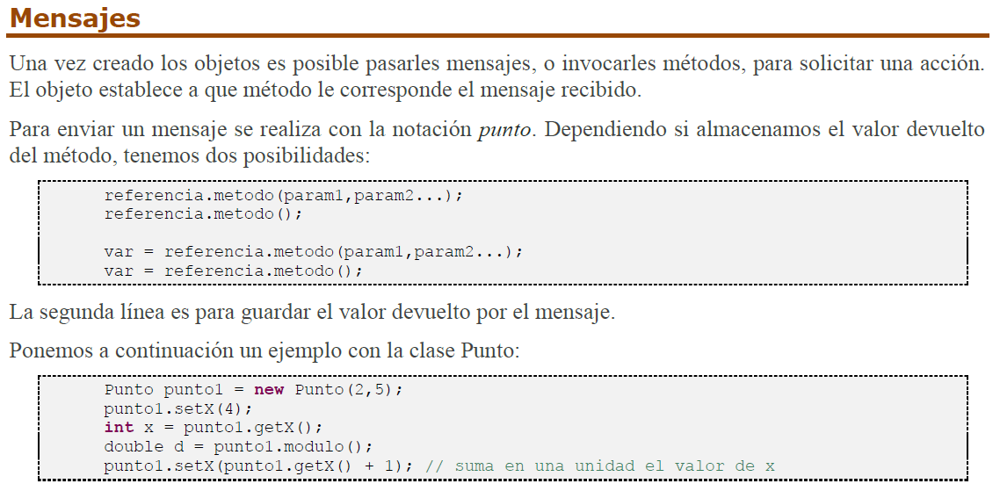 Mensajes
Una vez creado los objetos es posible pasarles mensajes, o invocarles métodos, para solicitar una acción.
El objeto establece a que método le corresponde el mensaje recibido.
Para enviar un mensaje se realiza con la notación punto. Dependiendo si almacenamos el valor devuelto
del método, tenemos dos posibilidades:
referencia.metodo(param1,param2...);
referencia.metodo();
var = referencia.metodo(param1,param2...);
var = referencia.metodo();
La segunda línea es para guardar el valor devuelto por el mensaje.
Ponemos a continuación un ejemplo con la clase Punto:
Punto punto1 = new Punto(2,5);
punto1.setX(4);
int x = punto1.getX();
double d = punto1.modulo();
punto1.setX(punto1.getX() + 1); // suma en una unidad el valor de x